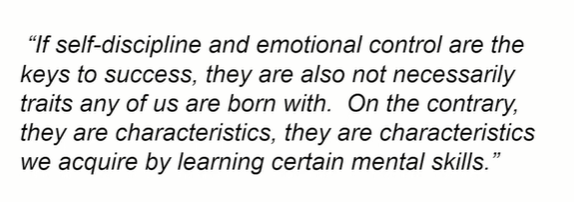 “If self-discipline and emotional control are the
keys to success, they are also not necessarily
traits any of us are born with.  On the contrary,
they are characteristics, they are characteristics
we acquire by learning certain mental skills.”